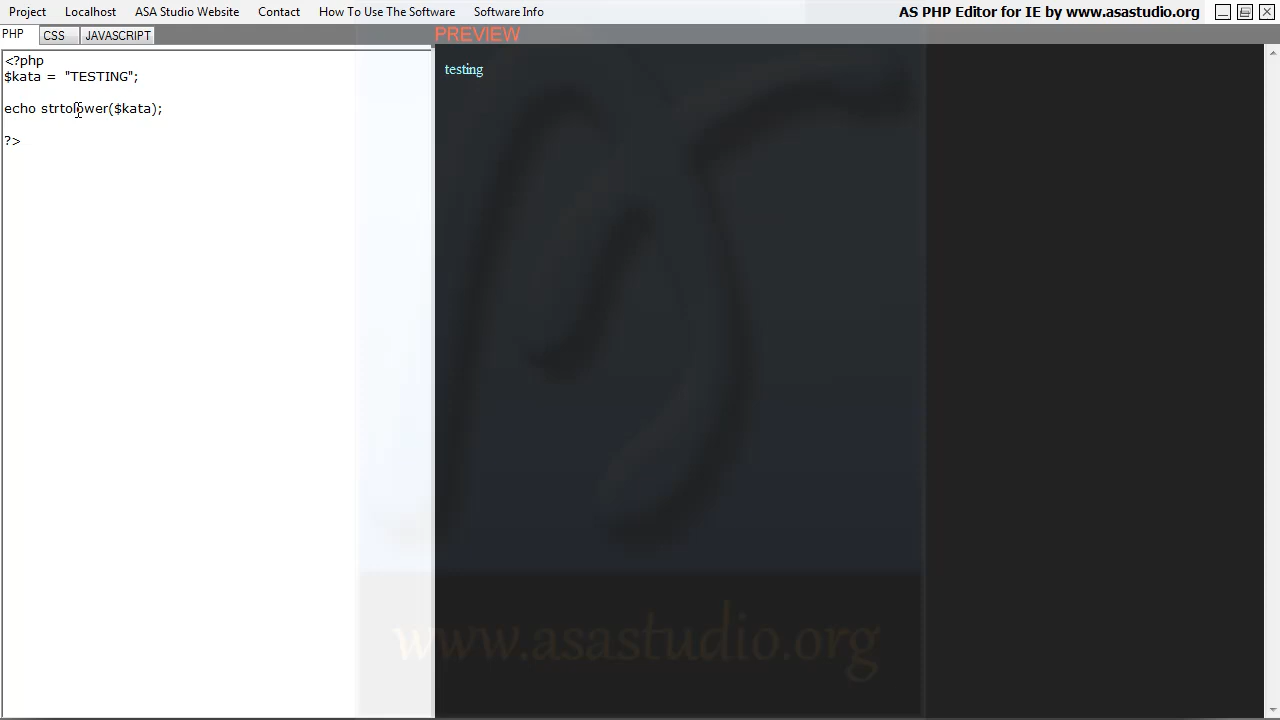 Project Localhost ASA Studio Website Contact How To Use The Software Software Info AS PHP Editor for IE by www.asastudio.org
PHP CSS JAVASCRIPT PREVIEW
<?php
$kata = "TESTING";
echo strtolower($kata);
?>
testing
www.asastudio.org